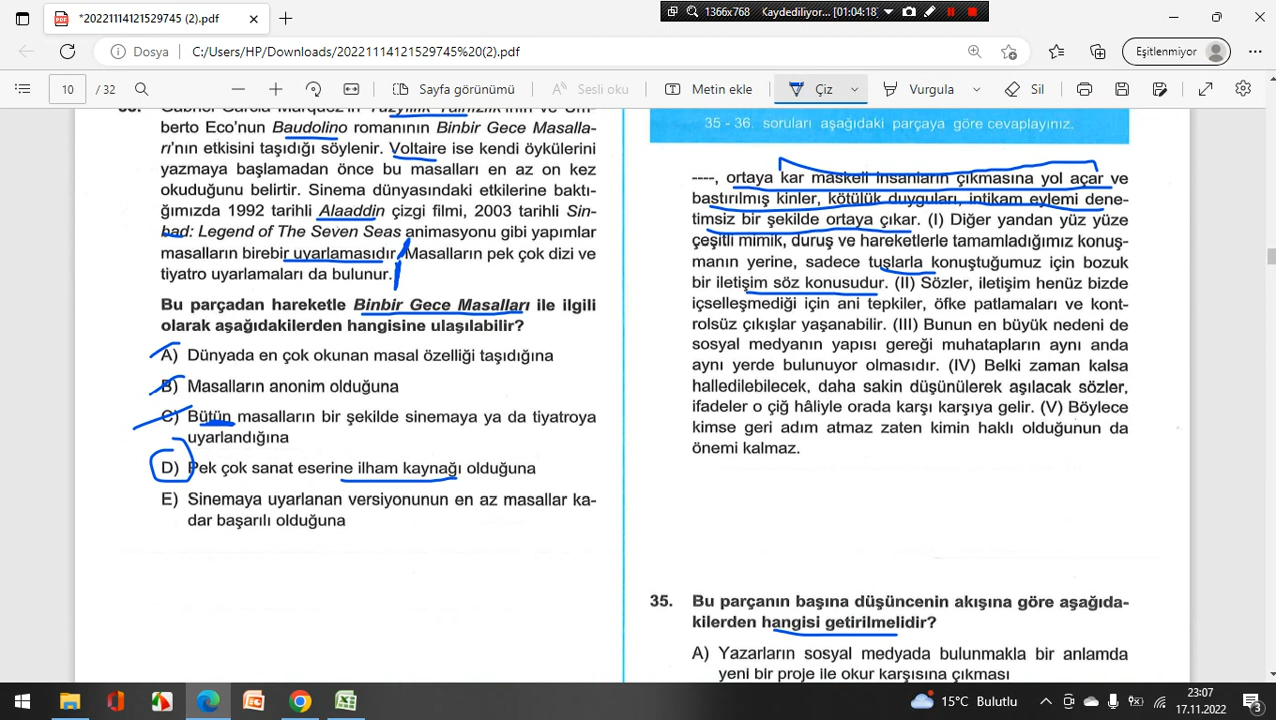 *20221114121529745 (2).pdf
1366x768 Kaydediliyor... [01:04:18]
Dosya C:/Users/HP/Downloads/20221114121529745%20(2).pdf Eşitlenmiyor
10 / 32 Sayfa görünümü Sesli oku Metin ekle Çiz Vurgula Sil
berto Eco'nun Baudolino romanının Binbir Gece Masalla-
rı'nın etkisini taşıdığı söylenir. Voltaire ise kendi öykülerini
yazmaya başlamadan önce bu masalları en az on kez
okuduğunu belirtir. Sinema dünyasındaki etkilerine baktı-
ğımızda 1992 tarihli Alaaddin çizgi filmi, 2003 tarihli Sin-
bad: Legend of The Seven Seas animasyonu gibi yapımlar
masalların birebir uyarlamasıdır. Masalların pek çok dizi ve
tiyatro uyarlamaları da bulunur.
Bu parçadan hareketle Binbir Gece Masalları ile ilgili
olarak aşağıdakilerden hangisine ulaşılabilir?
A) Dünyada en çok okunan masal özelliği taşıdığına
B) Masalların anonim olduğuna
C) Bütün masalların bir şekilde sinemaya ya da tiyatroya
uyarlandığına
D) Pek çok sanat eserine ilham kaynağı olduğuna
E) Sinemaya uyarlanan versiyonunun en az masallar ka-
dar başarılı olduğuna
35 - 36. soruları aşağıdaki parçaya göre cevaplayınız.
----, ortaya kar maskeli insanların çıkmasına yol açar ve
bastırılmış kinler, kötülük duyguları, intikam eylemi dene-
timsiz bir şekilde ortaya çıkar. (I) Diğer yandan yüz yüze
çeşitli mimik, duruş ve hareketlerle tamamladığımız konuş-
manın yerine, sadece tuşlarla konuştuğumuz için bozuk
bir iletişim söz konusudur. (II) Sözler, iletişim henüz bizde
içselleşmediği için ani tepkiler, öfke patlamaları ve kont-
rolsüz çıkışlar yaşanabilir. (III) Bunun en büyük nedeni de
sosyal medyanın yapısı gereği muhatapların aynı anda
aynı yerde bulunuyor olmasıdır. (IV) Belki zaman kalsa
halledilebilecek, daha sakin düşünülerek aşılacak sözler,
ifadeler o çiğ hâliyle orada karşı karşıya gelir. (V) Böylece
kimse geri adım atmaz zaten kimin haklı olduğunun da
önemi kalmaz.
35. Bu parçanın başına düşüncenin akışına göre aşağıda-
kilerden hangisi getirilmelidir?
A) Yazarların sosyal medyada bulunmakla bir anlamda
yeni bir proje ile okur karşısına çıkması
15°C Bulutlu
23:07
17.11.2022
3